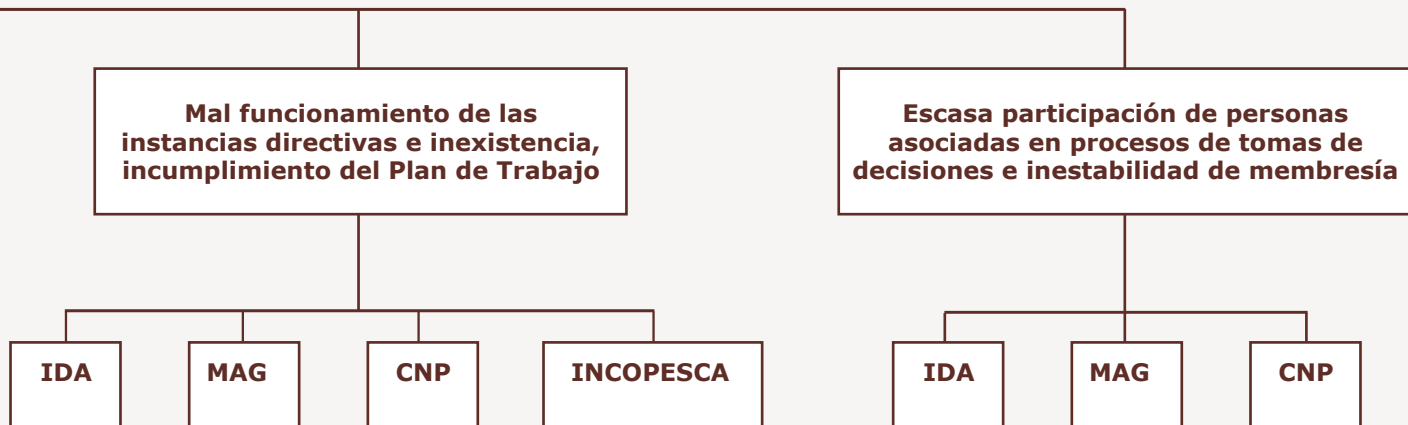 Mal funcionamiento de las
instancias directivas e inexistencia,
incumplimiento del Plan de Trabajo
Escasa participación de personas
asociadas en procesos de tomas de
decisiones e inestabilidad de membresía
IDA
MAG
CNP
INCOPESCA
IDA
MAG
CNP